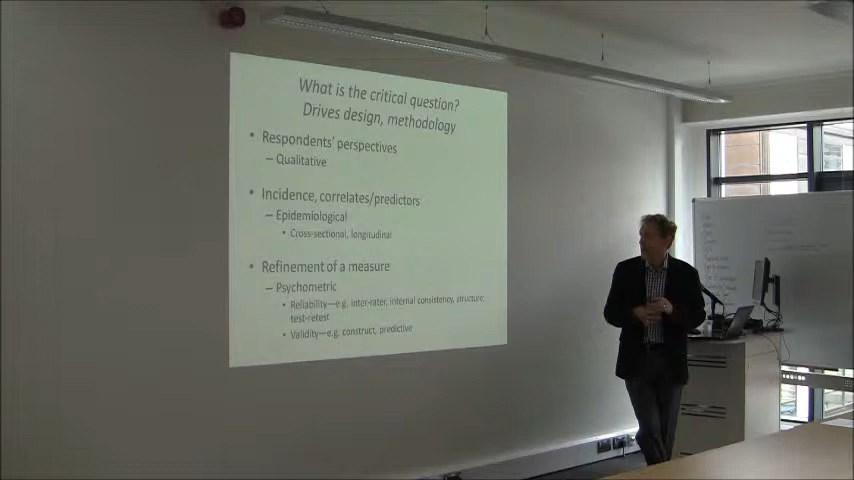 What is the critical question?
Drives design, methodology
• Respondents' perspectives
– Qualitative
• Incidence, correlates/predictors
– Epidemiological
• Cross-sectional, longitudinal
• Refinement of a measure
– Psychometric
• Reliability—e.g. inter-rater, internal consistency, structure;
test-retest
• Validity—e.g. construct, predictive